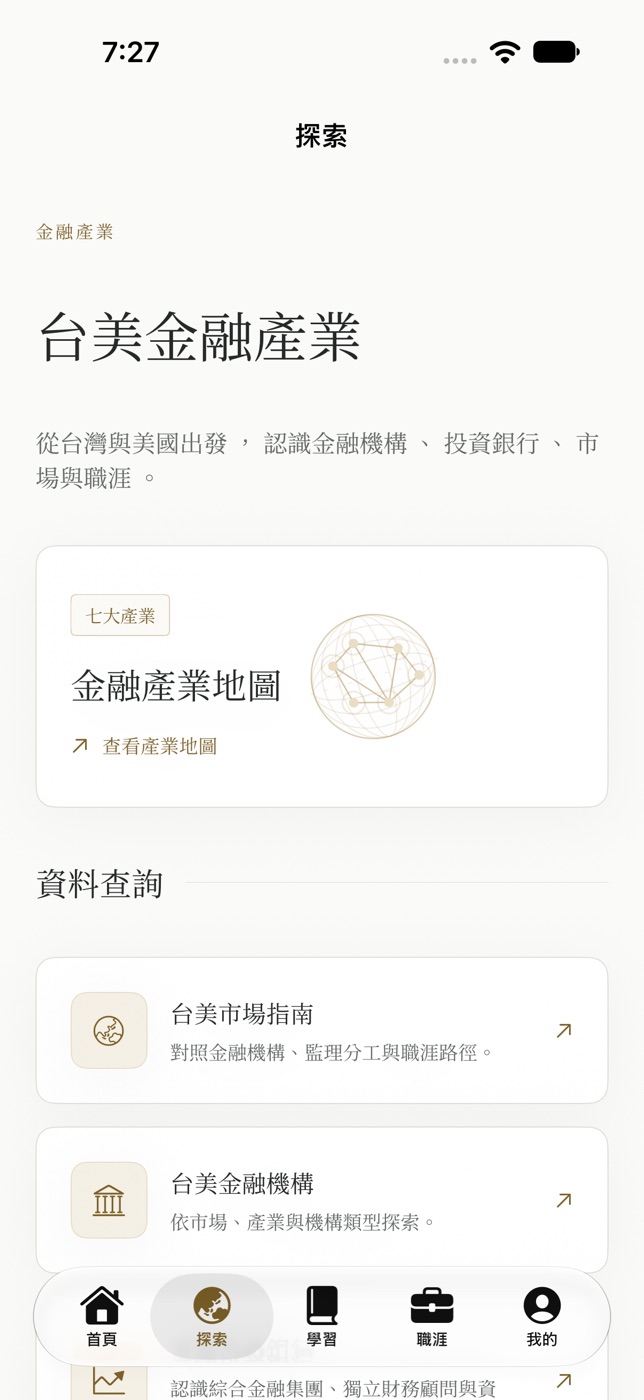 7:27
探索
金融產業
台美金融產業
從台灣與美國出發 ， 認識金融機構 、 投資銀行 、 市
場與職涯 。
七大產業
金融產業地圖
查看產業地圖
資料查詢
台美市場指南
對照金融機構、監理分工與職涯路徑。
台美金融機構
依市場、產業與機構類型探索。
首頁
探索
學習
職涯
我的
認識綜合金融集團、獨立財務顧問與資